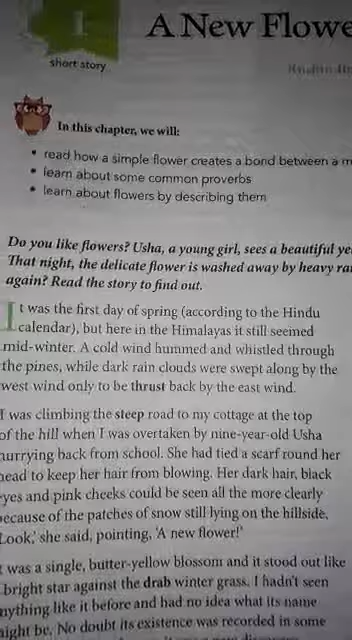 1
A New Flowe
short story
In this chapter, we will:
• read how a simple flower creates a bond between a m
• learn about some common proverbs
• learn about flowers by describing them
Do you like flowers? Usha, a young girl, sees a beautiful ye
That night, the delicate flower is washed away by heavy rai
again? Read the story to find out.
It was the first day of spring (according to the Hindu
calendar), but here in the Himalayas it still seemed
mid-winter. A cold wind hummed and whistled through
the pines, while dark rain clouds were swept along by the
west wind only to be thrust back by the east wind.
I was climbing the steep road to my cottage at the top
of the hill when I was overtaken by nine-year-old Usha
hurrying back from school. She had tied a scarf round her
head to keep her hair from blowing. Her dark hair, black
eyes and pink cheeks could be seen all the more clearly
because of the patches of snow still lying on the hillside.
Look,' she said, pointing, 'A new flower!'
t was a single, butter-yellow blossom and it stood out like
bright star against the drab winter grass. I hadn't seen
nything like it before and had no idea what its name
might be. No doubt its existence was recorded in some